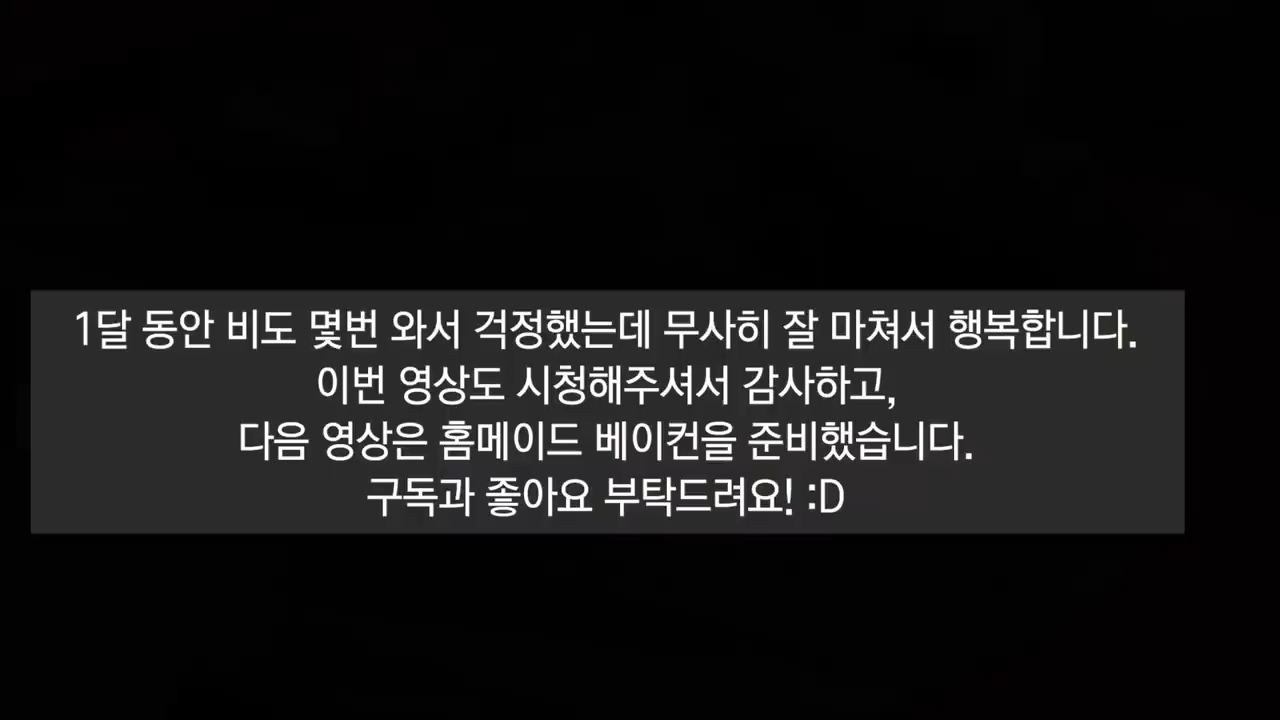 1달 동안 비도 몇번 와서 걱정했는데 무사히 잘 마쳐서 행복합니다.
이번 영상도 시청해주셔서 감사하고,
다음 영상은 홈메이드 베이컨을 준비했습니다.
구독과 좋아요 부탁드려요! :D